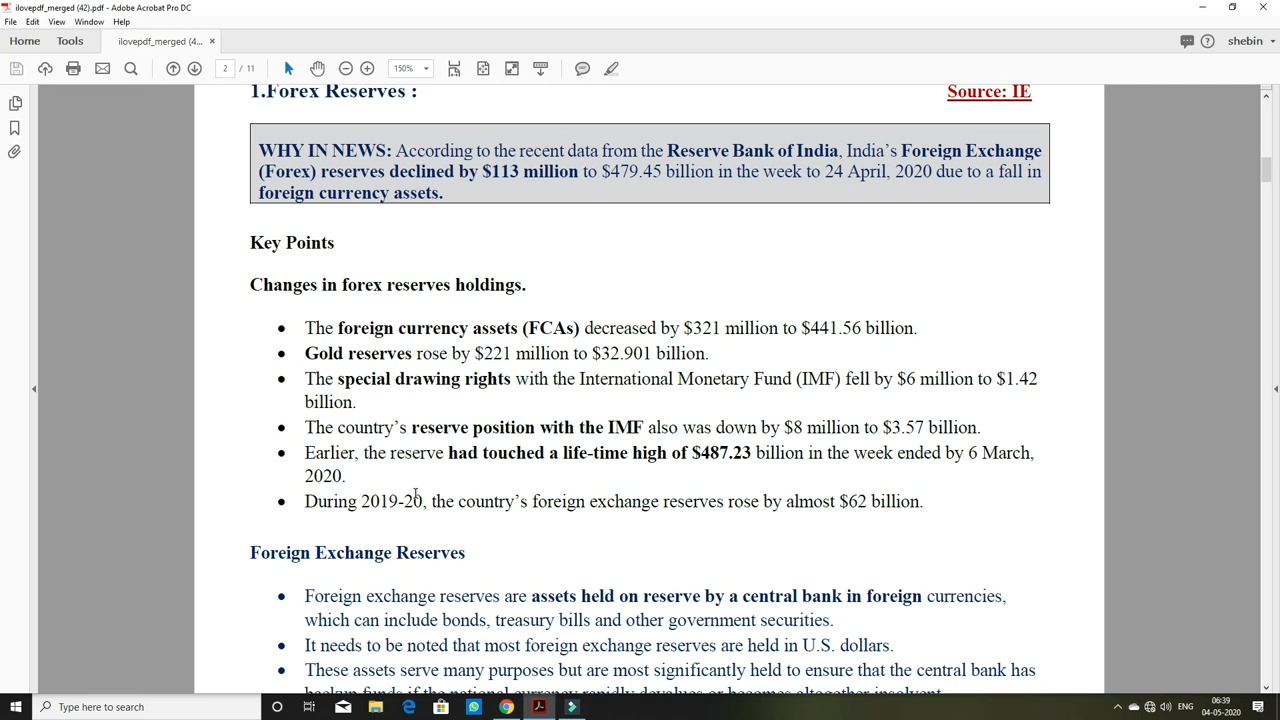 ilovepdf_merged (42).pdf - Adobe Acrobat Pro DC
File Edit View Window Help
Home Tools ilovepdf_merged (4... × shebin
2 / 11 150%
1.Forex Reserves : Source: IE
WHY IN NEWS: According to the recent data from the Reserve Bank of India, India's Foreign Exchange
(Forex) reserves declined by $113 million to $479.45 billion in the week to 24 April, 2020 due to a fall in
foreign currency assets.
Key Points
Changes in forex reserves holdings.
• The foreign currency assets (FCAs) decreased by $321 million to $441.56 billion.
• Gold reserves rose by $221 million to $32.901 billion.
• The special drawing rights with the International Monetary Fund (IMF) fell by $6 million to $1.42
billion.
• The country's reserve position with the IMF also was down by $8 million to $3.57 billion.
• Earlier, the reserve had touched a life-time high of $487.23 billion in the week ended by 6 March,
2020.
• During 2019-20, the country's foreign exchange reserves rose by almost $62 billion.
Foreign Exchange Reserves
• Foreign exchange reserves are assets held on reserve by a central bank in foreign currencies,
which can include bonds, treasury bills and other government securities.
• It needs to be noted that most foreign exchange reserves are held in U.S. dollars.
• These assets serve many purposes but are most significantly held to ensure that the central bank has
backup funds if the national currency rapidly devalues or becomes altogether insolvent.
Type here to search
ENG
06:39
04-05-2020